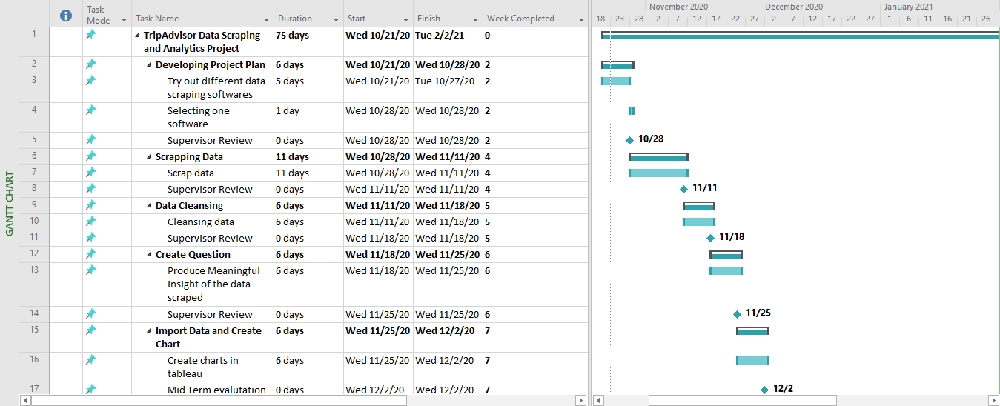 GANTT CHART
Task Mode Task Name Duration Start Finish Week Completed
November 2020 December 2020 January 2021
18 23 28 2 7 12 17 22 27 2 7 12 17 22 27 1 6 11 16 21 26
1 TripAdvisor Data Scraping 75 days Wed 10/21/20 Tue 2/2/21 0
and Analytics Project
2 Developing Project Plan 6 days Wed 10/21/20 Wed 10/28/20 2
3 Try out different data 5 days Wed 10/21/20 Tue 10/27/20 2
scraping softwares
4 Selecting one 1 day Wed 10/28/20 Wed 10/28/20 2
software
5 Supervisor Review 0 days Wed 10/28/20 Wed 10/28/20 2 10/28
6 Scrapping Data 11 days Wed 10/28/20 Wed 11/11/20 4
7 Scrap data 11 days Wed 10/28/20 Wed 11/11/20 4
8 Supervisor Review 0 days Wed 11/11/20 Wed 11/11/20 4 11/11
9 Data Cleansing 6 days Wed 11/11/20 Wed 11/18/20 5
10 Cleansing data 6 days Wed 11/11/20 Wed 11/18/20 5
11 Supervisor Review 0 days Wed 11/18/20 Wed 11/18/20 5 11/18
12 Create Question 6 days Wed 11/18/20 Wed 11/25/20 6
13 Produce Meaningful 6 days Wed 11/18/20 Wed 11/25/20 6
Insight of the data
scraped
14 Supervisor Review 0 days Wed 11/25/20 Wed 11/25/20 6 11/25
15 Import Data and Create 6 days Wed 11/25/20 Wed 12/2/20 7
Chart
16 Create charts in 6 days Wed 11/25/20 Wed 12/2/20 7
tableau
17 Mid Term evalutation 0 days Wed 12/2/20 Wed 12/2/20 7 12/2